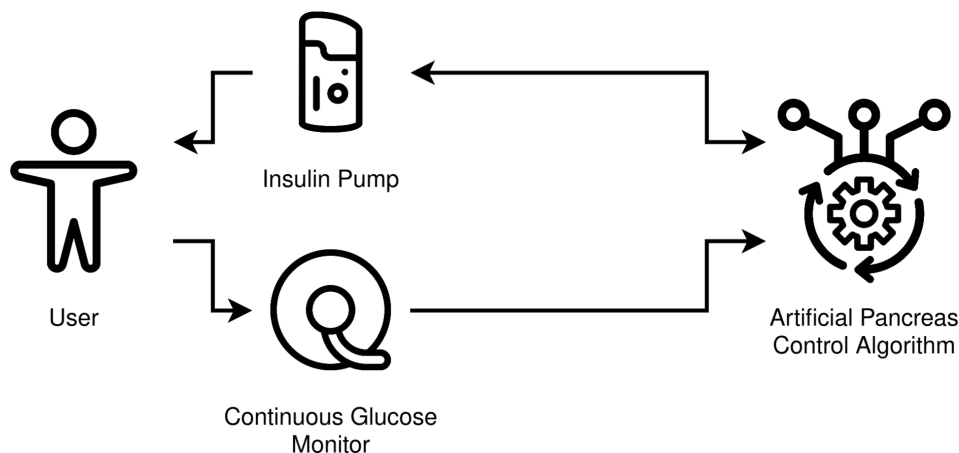 Insulin Pump
User
Continuous Glucose
Monitor
Artificial Pancreas
Control Algorithm